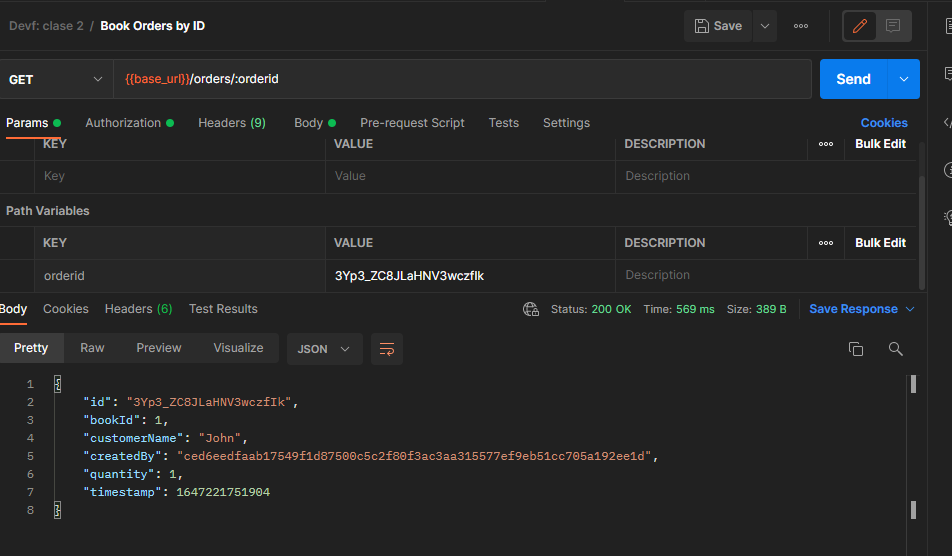 Devf: clase 2 / Book Orders by ID
Save
GET {{base_url}}/orders/:orderid Send
Params Authorization Headers (9) Body Pre-request Script Tests Settings Cookies
KEY VALUE DESCRIPTION Bulk Edit
Key Value Description
Path Variables
KEY VALUE DESCRIPTION Bulk Edit
orderid 3Yp3_ZC8JLaHNV3wczfIk Description
Body Cookies Headers (6) Test Results Status: 200 OK Time: 569 ms Size: 389 B Save Response
Pretty Raw Preview Visualize JSON
1 {
2 "id": "3Yp3_ZC8JLaHNV3wczfIk",
3 "bookId": 1,
4 "customerName": "John",
5 "createdBy": "ced6eedfaab17549f1d87500c5c2f80f3ac3aa315577ef9eb51cc705a192ee1d",
6 "quantity": 1,
7 "timestamp": 1647221751904
8 }